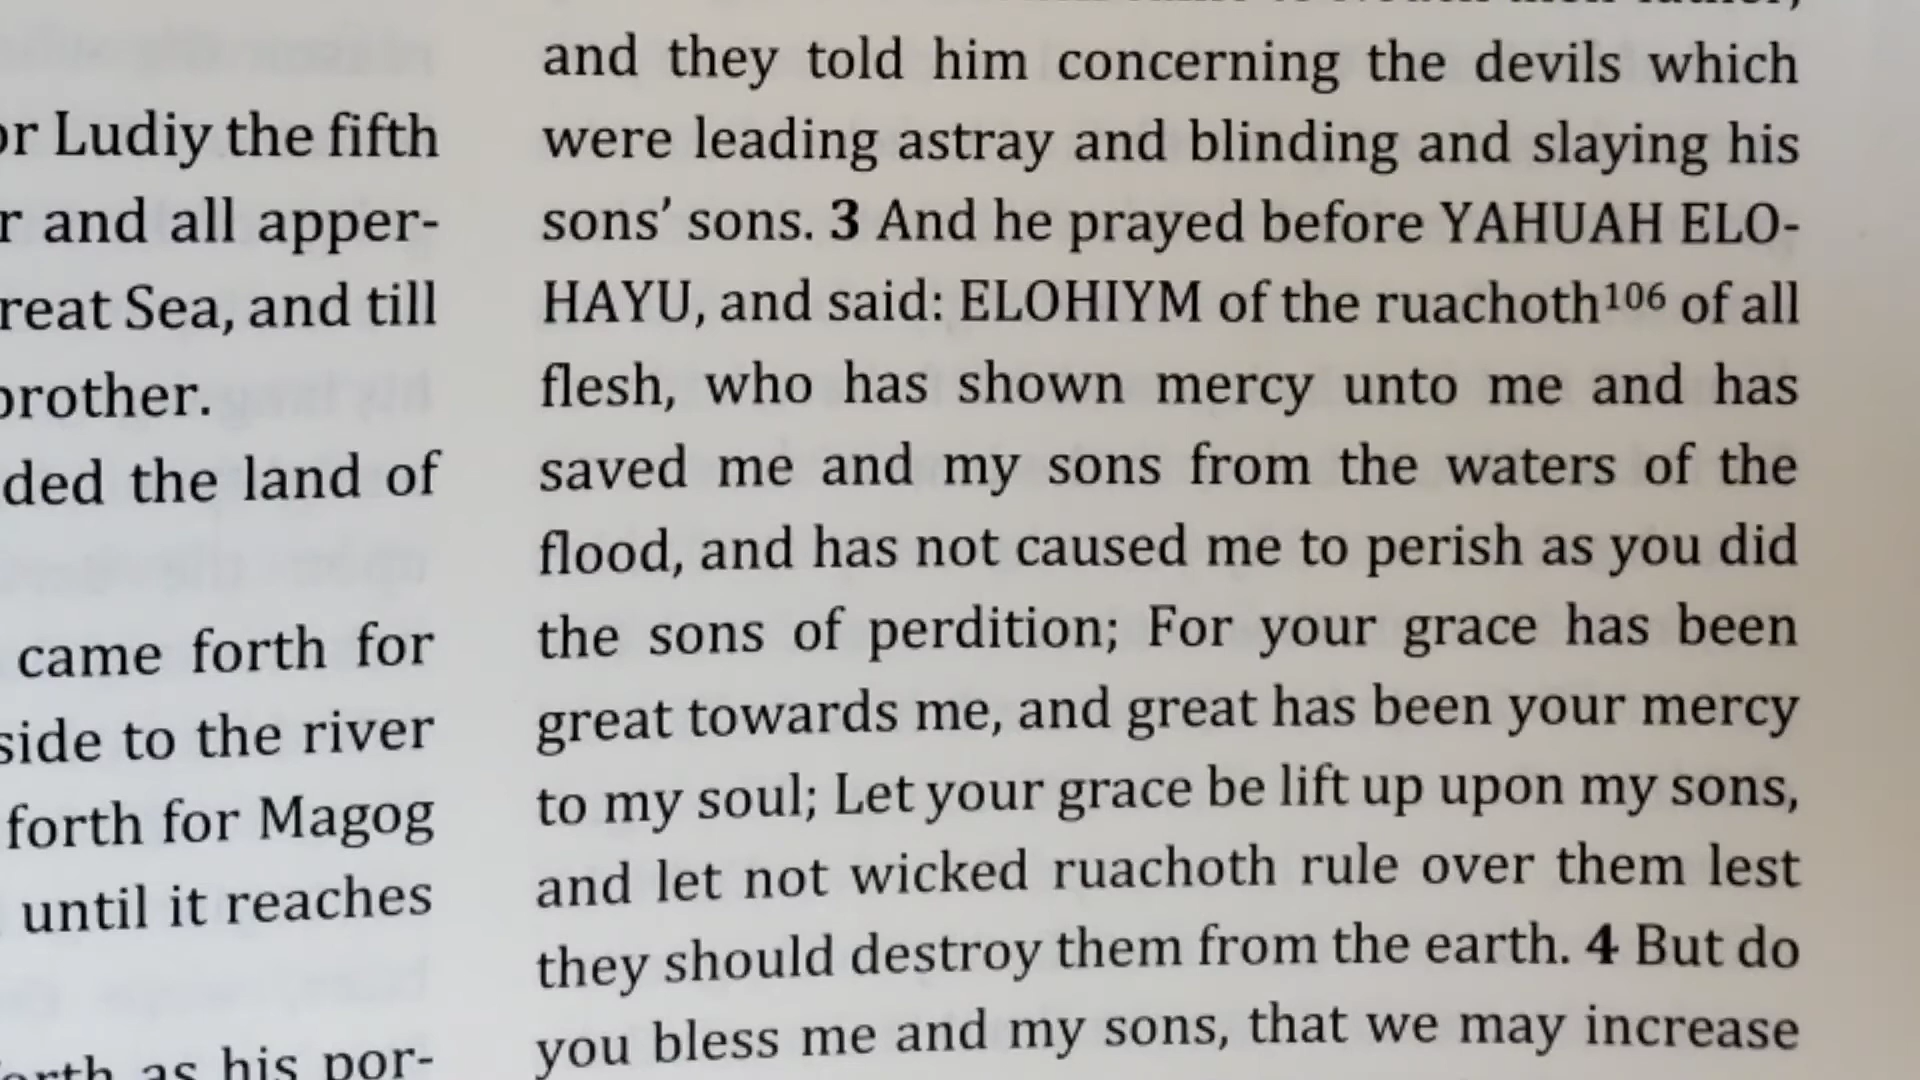 or Ludiy the fifth
r and all apper-
reat Sea, and till
brother.
ded the land of
came forth for
side to the river
forth for Magog
until it reaches
as his por-
and they told him concerning the devils which
were leading astray and blinding and slaying his
sons’ sons. 3 And he prayed before YAHUAH ELO-
HAYU, and said: ELOHIYM of the ruachoth¹⁰⁶ of all
flesh, who has shown mercy unto me and has
saved me and my sons from the waters of the
flood, and has not caused me to perish as you did
the sons of perdition; For your grace has been
great towards me, and great has been your mercy
to my soul; Let your grace be lift up upon my sons,
and let not wicked ruachoth rule over them lest
they should destroy them from the earth. 4 But do
you bless me and my sons, that we may increase